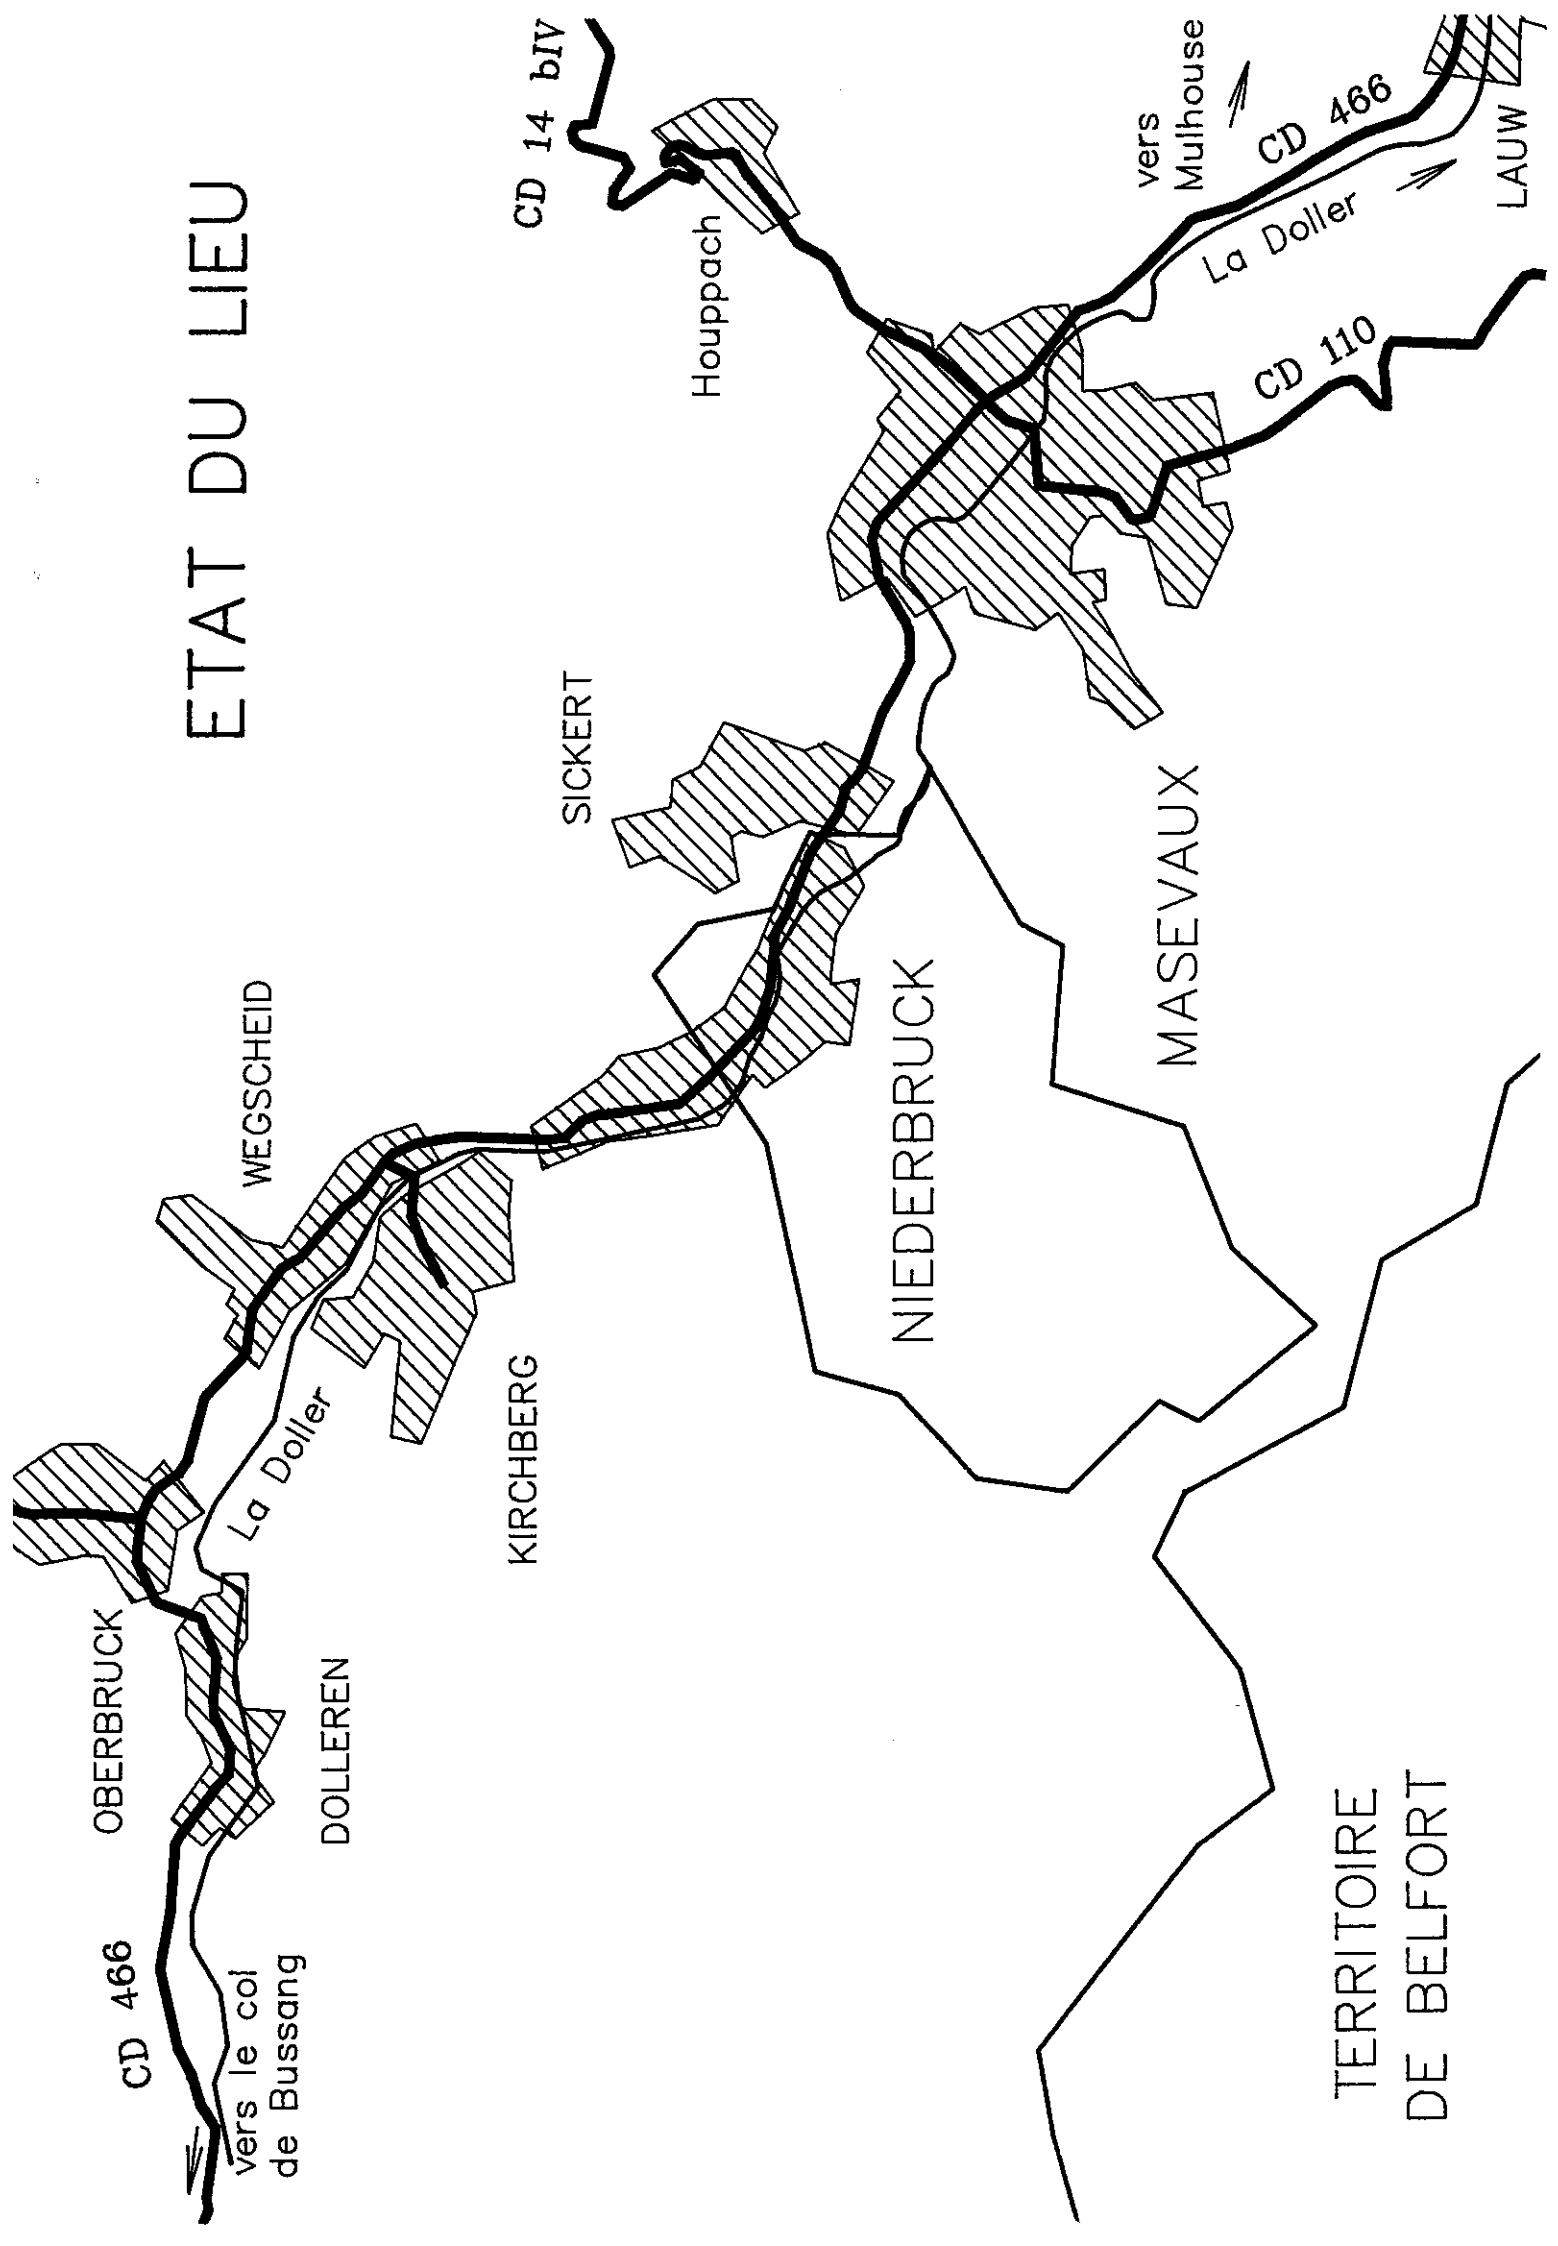 ETAT DU LIEU
CD 466
vers le col
de Bussang
OBERBRUCK
DOLLEREN
La Doller
WEGSCHEID
KIRCHBERG
SICKERT
NIEDERBRUCK
MASEVAUX
Houppach
CD 14 bIV
vers
Mulhouse
CD 466
La Doller
CD 110
LAUW
TERRITOIRE
DE BELFORT